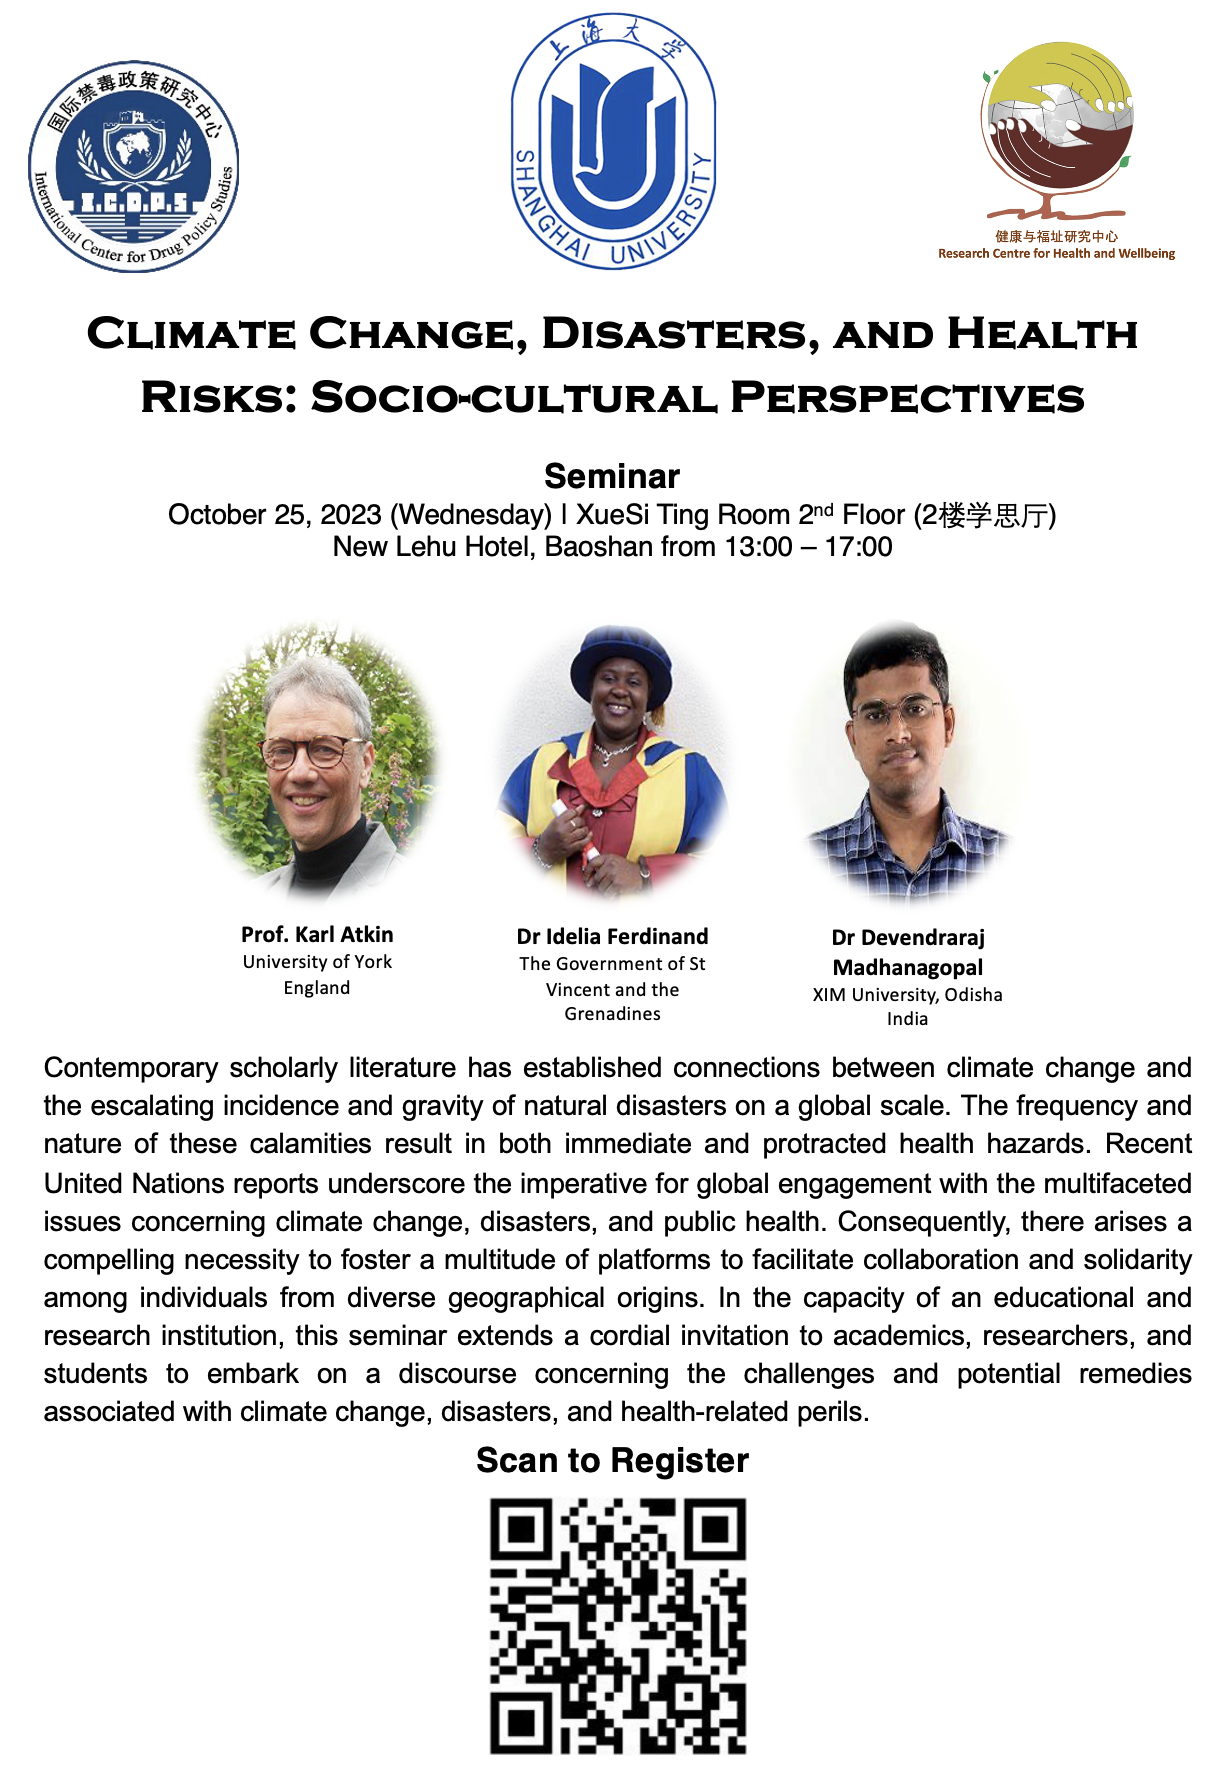 国际禁毒政策研究中心
I.C.D.P.S
International Center for Drug Policy Studies
上海大学
SHANGHAI UNIVERSITY
健康与福祉研究中心
Research Centre for Health and Wellbeing
Climate Change, Disasters, and Health
Risks: Socio-cultural Perspectives
Seminar
October 25, 2023 (Wednesday) | XueSi Ting Room 2nd Floor (2楼学思厅)
New Lehu Hotel, Baoshan from 13:00 – 17:00
Prof. Karl Atkin
University of York
England
Dr Idelia Ferdinand
The Government of St
Vincent and the
Grenadines
Dr Devendraraj
Madhanagopal
XIM University, Odisha
India
Contemporary scholarly literature has established connections between climate change and
the escalating incidence and gravity of natural disasters on a global scale. The frequency and
nature of these calamities result in both immediate and protracted health hazards. Recent
United Nations reports underscore the imperative for global engagement with the multifaceted
issues concerning climate change, disasters, and public health. Consequently, there arises a
compelling necessity to foster a multitude of platforms to facilitate collaboration and solidarity
among individuals from diverse geographical origins. In the capacity of an educational and
research institution, this seminar extends a cordial invitation to academics, researchers, and
students to embark on a discourse concerning the challenges and potential remedies
associated with climate change, disasters, and health-related perils.
Scan to Register